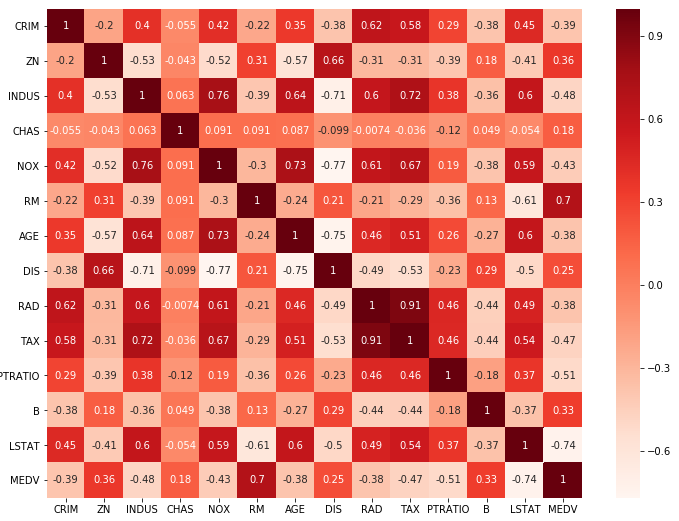 CRIM 1 -0.2 0.4 -0.055 0.42 -0.22 0.35 -0.38 0.62 0.58 0.29 -0.38 0.45 -0.39
ZN -0.2 1 -0.53 -0.043 -0.52 0.31 -0.57 0.66 -0.31 -0.31 -0.39 0.18 -0.41 0.36
INDUS 0.4 -0.53 1 0.063 0.76 -0.39 0.64 -0.71 0.6 0.72 0.38 -0.36 0.6 -0.48
CHAS -0.055 -0.043 0.063 1 0.091 0.091 0.087 -0.099 -0.0074 -0.036 -0.12 0.049 -0.054 0.18
NOX 0.42 -0.52 0.76 0.091 1 -0.3 0.73 -0.77 0.61 0.67 0.19 -0.38 0.59 -0.43
RM -0.22 0.31 -0.39 0.091 -0.3 1 -0.24 0.21 -0.21 -0.29 -0.36 0.13 -0.61 0.7
AGE 0.35 -0.57 0.64 0.087 0.73 -0.24 1 -0.75 0.46 0.51 0.26 -0.27 0.6 -0.38
DIS -0.38 0.66 -0.71 -0.099 -0.77 0.21 -0.75 1 -0.49 -0.53 -0.23 0.29 -0.5 0.25
RAD 0.62 -0.31 0.6 -0.0074 0.61 -0.21 0.46 -0.49 1 0.91 0.46 -0.44 0.49 -0.38
TAX 0.58 -0.31 0.72 -0.036 0.67 -0.29 0.51 -0.53 0.91 1 0.46 -0.44 0.54 -0.47
PTRATIO 0.29 -0.39 0.38 -0.12 0.19 -0.36 0.26 -0.23 0.46 0.46 1 -0.18 0.37 -0.51
B -0.38 0.18 -0.36 0.049 -0.38 0.13 -0.27 0.29 -0.44 -0.44 -0.18 1 -0.37 0.33
LSTAT 0.45 -0.41 0.6 -0.054 0.59 -0.61 0.6 -0.5 0.49 0.54 0.37 -0.37 1 -0.74
MEDV -0.39 0.36 -0.48 0.18 -0.43 0.7 -0.38 0.25 -0.38 -0.47 -0.51 0.33 -0.74 1
CRIM ZN INDUS CHAS NOX RM AGE DIS RAD TAX PTRATIO B LSTAT MEDV
0.9
0.6
0.3
0.0
−0.3
−0.6